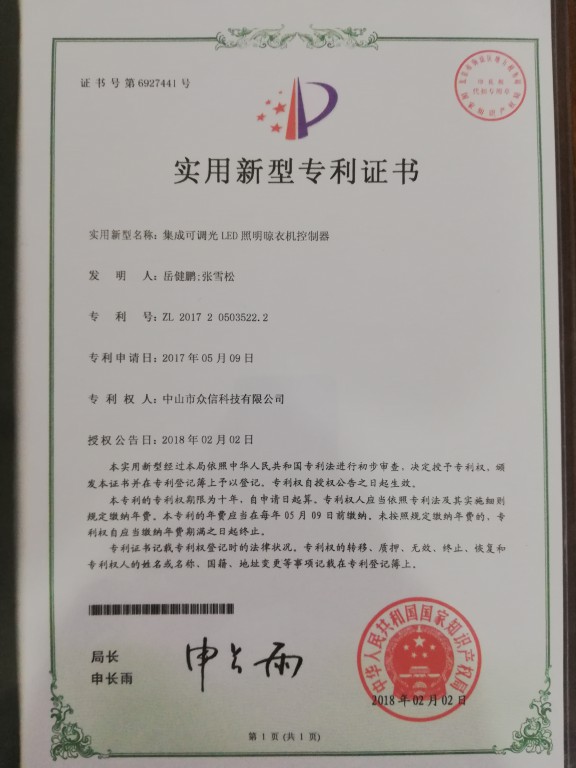 证书号第6927441号
实用新型专利证书
实用新型名称：集成可调光LED照明晾衣机控制器
发明人：岳健鹏;张雪松
专利号：ZL 2017 2 0503522.2
专利申请日：2017年05月09日
专利权人：中山市众信科技有限公司
授权公告日：2018年02月02日
本实用新型经过本局依照中华人民共和国专利法进行初步审查，决定授予专利权，颁
发本证书并在专利登记簿上予以登记。专利权自授权公告之日起生效。
本专利的专利权期限为十年，自申请日起算。专利权人应当依照专利法及其实施细则
规定缴纳年费。本专利的年费应当在每年05月09日前缴纳。未按照规定缴纳年费的，专
利权自应当缴纳年费期满之日起终止。
专利证书记载专利权登记时的法律状况。专利权的转移、质押、无效、终止、恢复和
专利权人的姓名或名称、国籍、地址变更等事项记载在专利登记簿上。
局长
申长雨
申长雨
中华人民共和国国家知识产权局
2018年02月02日
第1页(共1页)